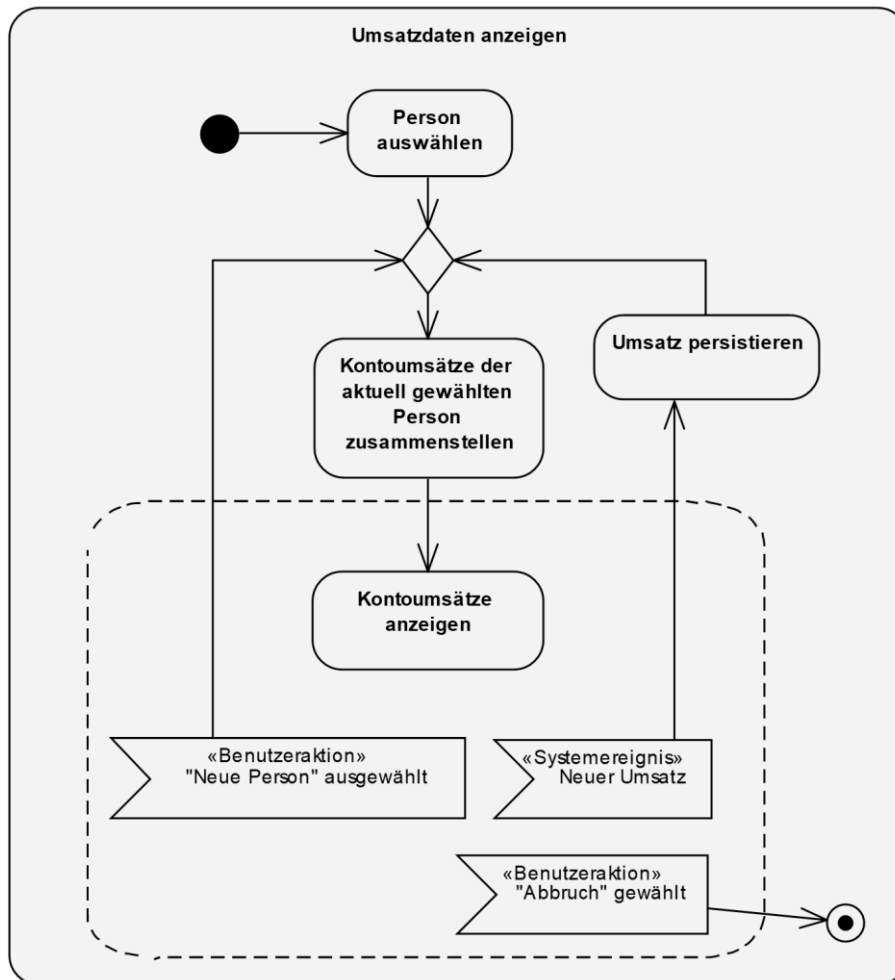 Umsatzdaten anzeigen
Person
auswählen
Umsatz persistieren
Kontoumsätze der
aktuell gewählten
Person
zusammenstellen
Kontoumsätze
anzeigen
«Benutzeraktion»
"Neue Person" ausgewählt
«Systemereignis»
Neuer Umsatz
«Benutzeraktion»
"Abbruch" gewählt